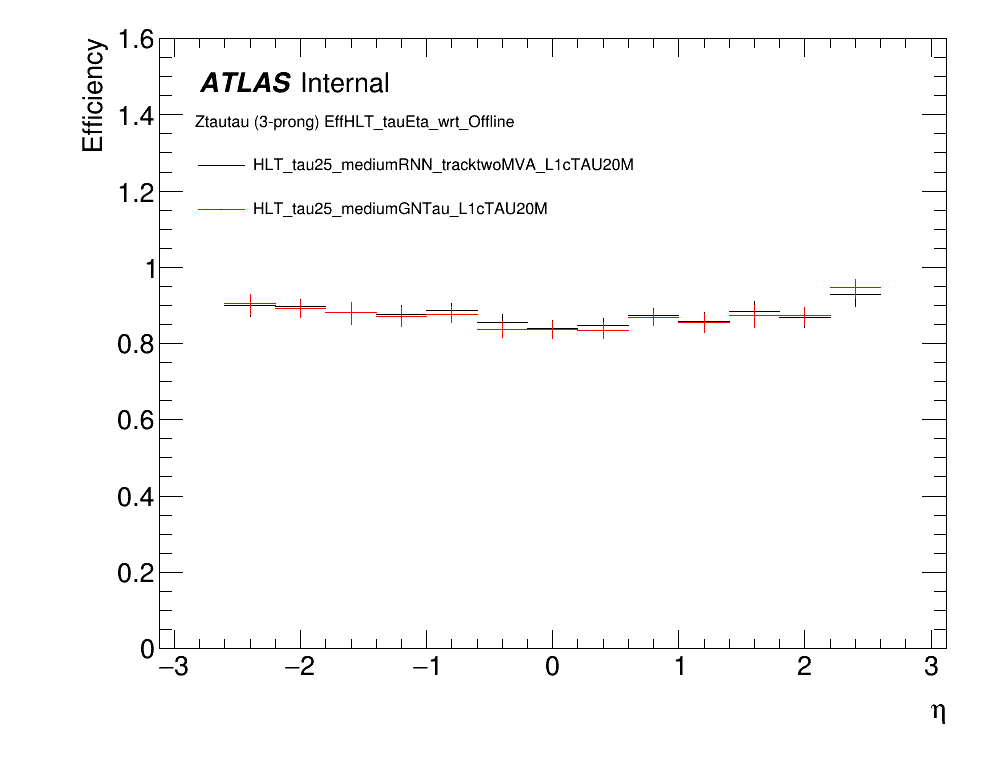 Efficiency
1.6
1.4
1.2
1
0.8
0.6
0.4
0.2
0
ATLAS Internal
Ztautau (3-prong) EffHLT_tauEta_wrt_Offline
HLT_tau25_mediumRNN_tracktwoMVA_L1cTAU20M
HLT_tau25_mediumGNTau_L1cTAU20M
−3 −2 −1 0 1 2 3
η